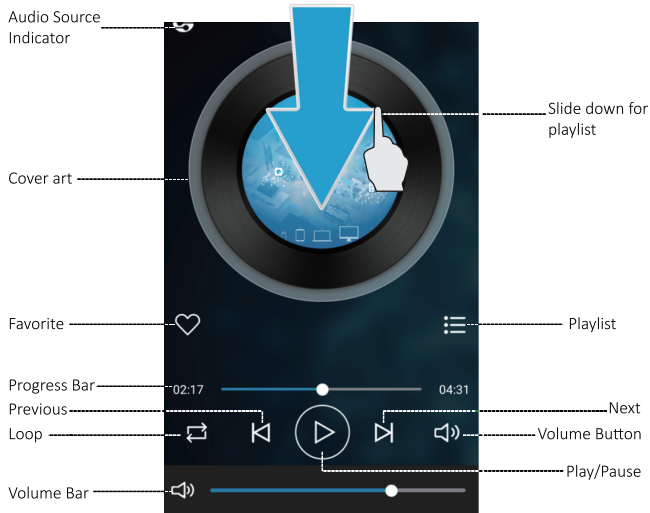 Audio Source
Indicator
Slide down for
playlist
Cover art
Favorite
Playlist
Progress Bar
02:17
04:31
Previous
Next
Loop
Volume Button
Play/Pause
Volume Bar